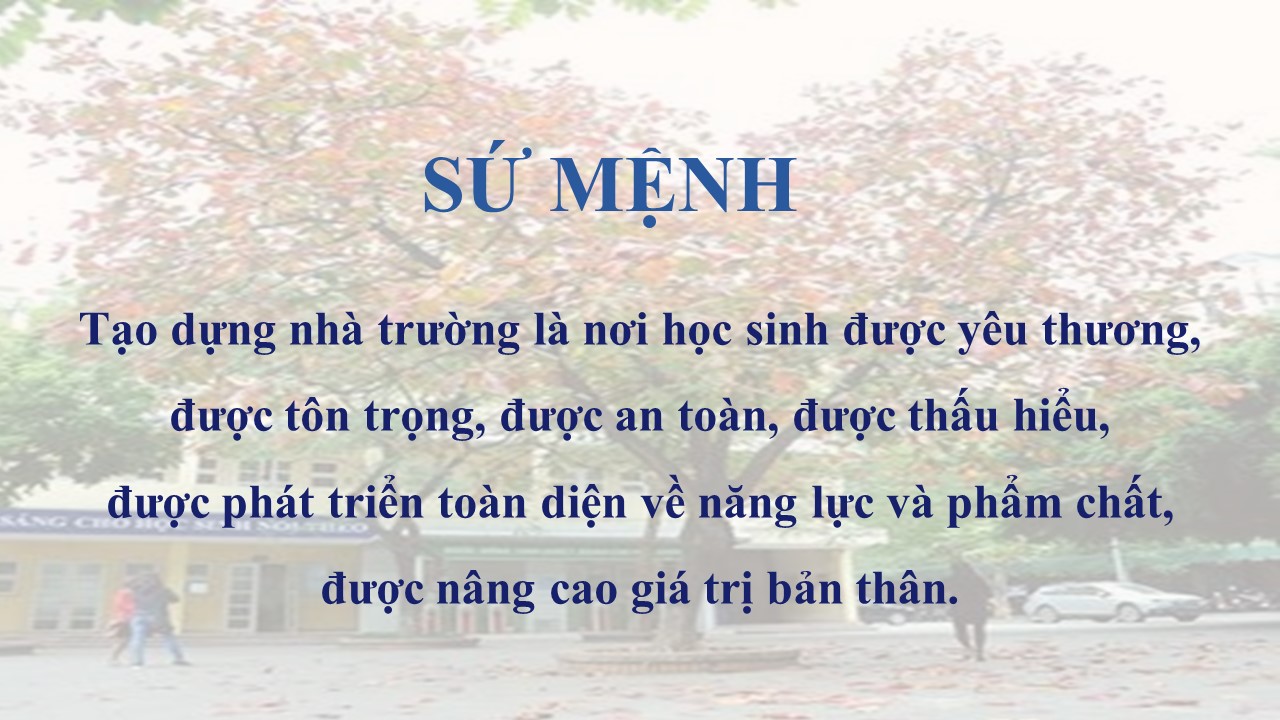 SỨ MỆNH
Tạo dựng nhà trường là nơi học sinh được yêu thương,
được tôn trọng, được an toàn, được thấu hiểu,
được phát triển toàn diện về năng lực và phẩm chất,
được nâng cao giá trị bản thân.